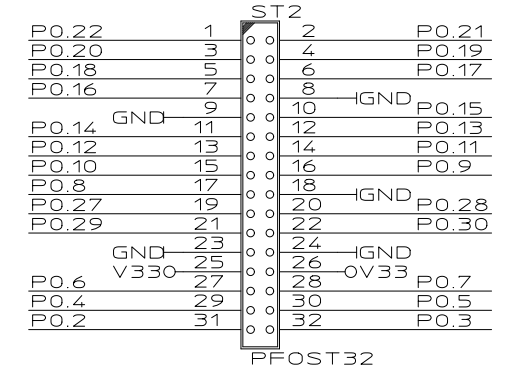 ST2
P0.22 1 2 P0.21
P0.20 3 4 P0.19
P0.18 5 6 P0.17
P0.16 7 8 GND
GND 9 10 P0.15
P0.14 11 12 P0.13
P0.12 13 14 P0.11
P0.10 15 16 P0.9
P0.8 17 18 GND
P0.27 19 20 P0.28
P0.29 21 22 P0.30
GND 23 24 GND
V33 25 26 V33
P0.6 27 28 P0.7
P0.4 29 30 P0.5
P0.2 31 32 P0.3
PFOST32